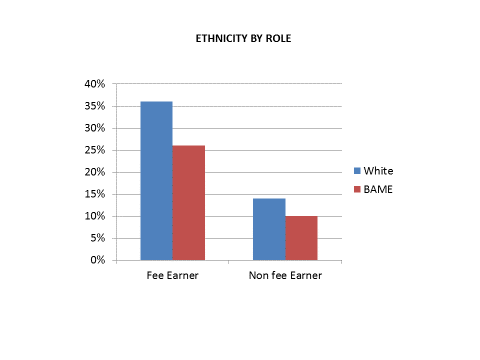 ETHNICITY BY ROLE
40%
35%
30%
25%
20%
15%
10%
5%
0%
Fee Earner
Non fee Earner
White
BAME